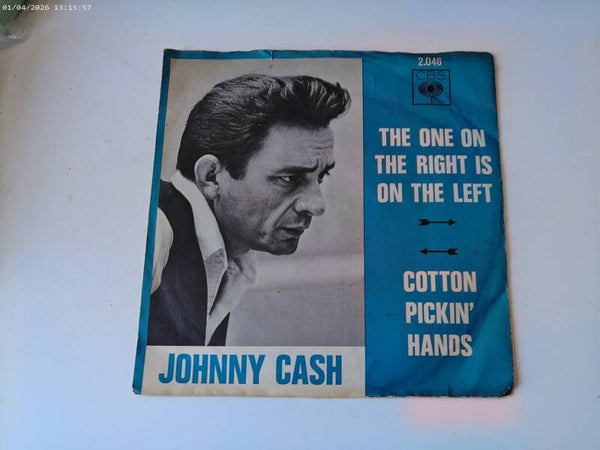 01/04/2026 13:15:57
2.046
CBS
THE ONE ON
THE RIGHT IS
ON THE LEFT
COTTON
PICKIN'
HANDS
JOHNNY CASH